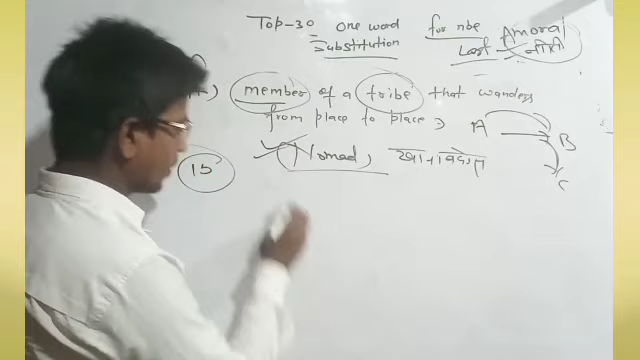 Top-30 one word for nbe Amoral
Substitution Last
member of a tribe that wanders
from place to place
A B C
15 Nomad,